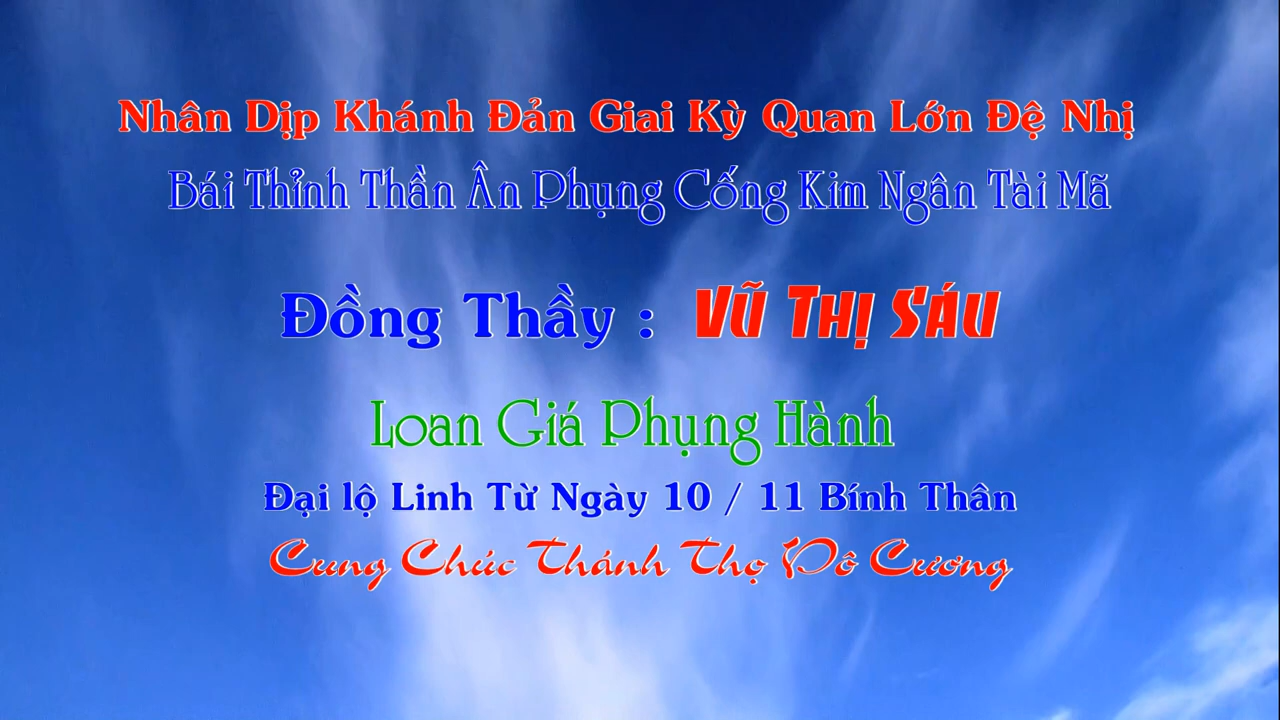 Nhân Dịp Khánh Đản Giai Kỳ Quan Lớn Đệ Nhị
Bái Thỉnh Thần Ân Phụng Cống Kim Ngân Tài Mã
Đồng Thầy : Vũ Thị Sáu
Loan Giá Phụng Hành
Đại lộ Linh Từ Ngày 10 / 11 Bính Thân
Cung Chúc Thánh Thọ Vô Cương